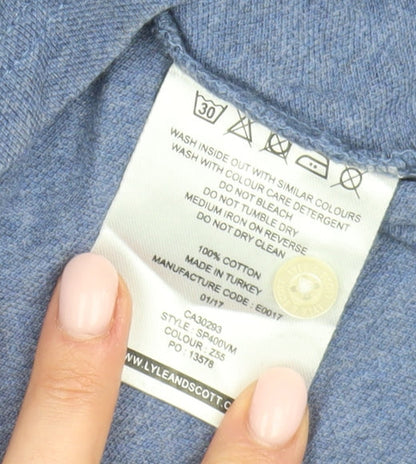 30
WASH INSIDE OUT WITH SIMILAR COLOURS
WASH WITH COLOUR CARE DETERGENT
DO NOT BLEACH
DO NOT TUMBLE DRY
MEDIUM IRON ON REVERSE
DO NOT DRY CLEAN
100% COTTON
MADE IN TURKEY
MANUFACTURE CODE : E0017
01/17
CA30293
STYLE : SP400VM
COLOUR : Z55
PO : 13578
WWW.LYLEANDSCOTT.